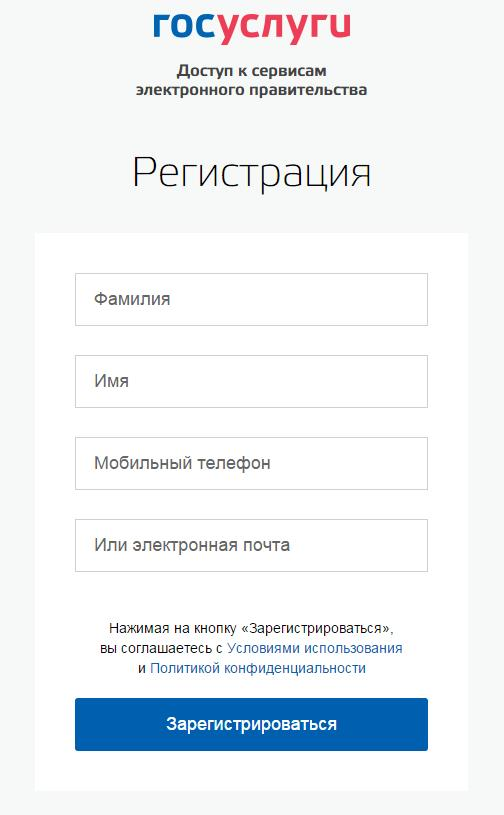 госуслуги
Доступ к сервисам
электронного правительства
Регистрация
Фамилия
Имя
Мобильный телефон
Или электронная почта
Нажимая на кнопку «Зарегистрироваться»,
вы соглашаетесь с Условиями использования
и Политикой конфиденциальности
Зарегистрироваться